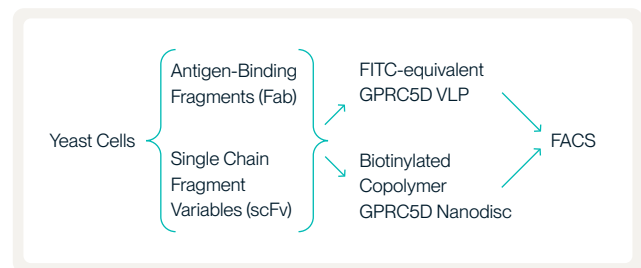 Yeast Cells
Antigen-Binding
Fragments (Fab)
Single Chain
Fragment
Variables (scFv)
FITC-equivalent
GPRC5D VLP
Biotinylated
Copolymer
GPRC5D Nanodisc
FACS